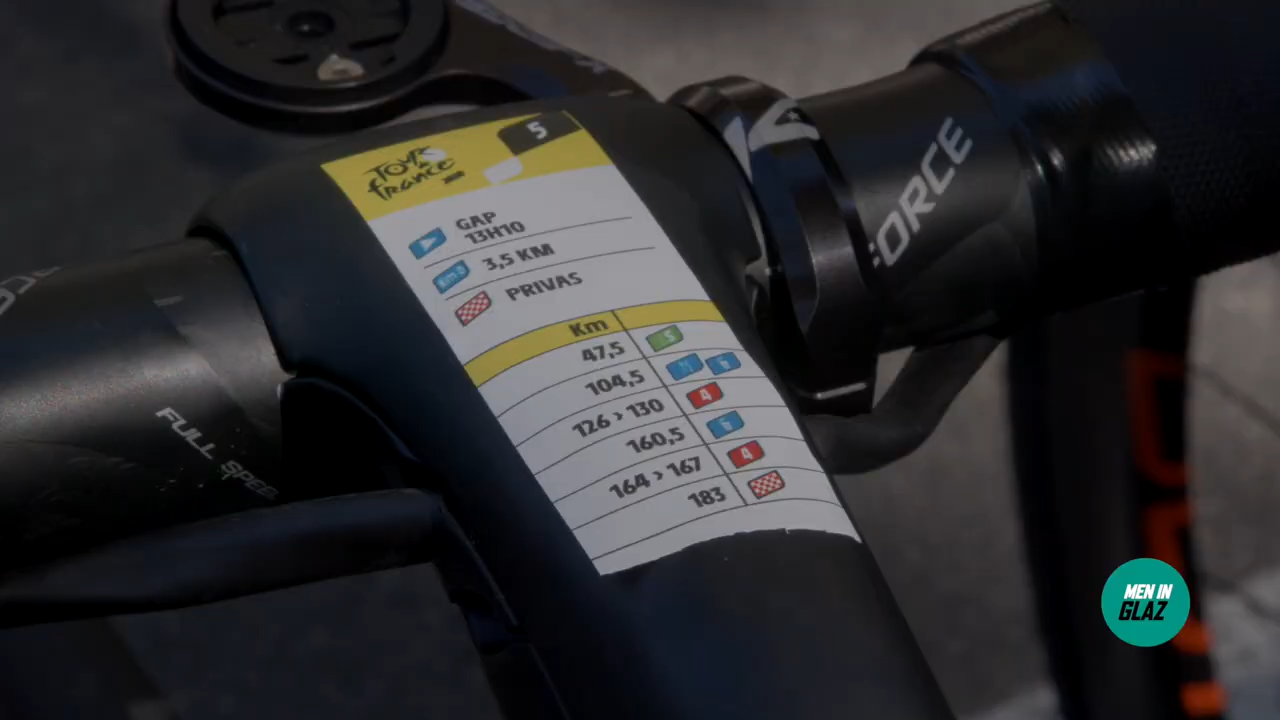 5
TOUR
de
france
GAP
13H10
3,5 KM
PRIVAS
Km
47,5 S
104,5
126 > 130 4
160,5
164 > 167 4
183
FORCE
FULL SPEED
MEN IN
GLAZ